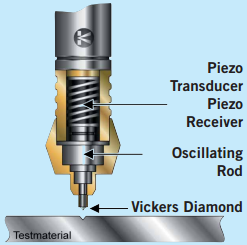 Piezo
Transducer
Piezo
Receiver
Oscillating
Rod
Vickers Diamond
Testmaterial